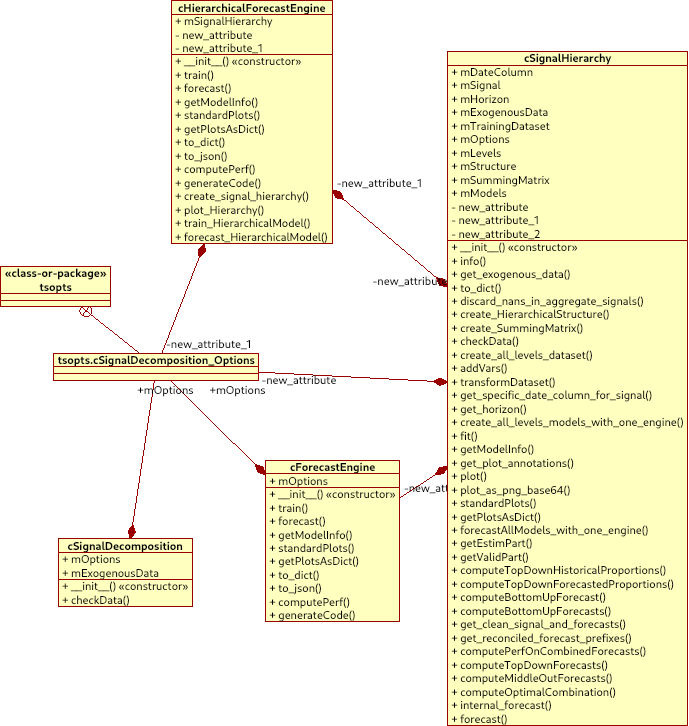 cHierarchicalForecastEngine
+ mSignalHierarchy
- new_attribute
- new_attribute_1
+ __init__() «constructor»
+ train()
+ forecast()
+ getModelInfo()
+ standardPlots()
+ getPlotsAsDict()
+ to_dict()
+ to_json()
+ computePerf()
+ generateCode()
+ create_signal_hierarchy()
+ plot_Hierarchy()
+ train_HierarchicalModel()
+ forecast_HierarchicalModel()
cSignalHierarchy
+ mDateColumn
+ mSignal
+ mHorizon
+ mExogenousData
+ mTrainingDataset
+ mOptions
+ mLevels
+ mStructure
+ mSummingMatrix
+ mModels
- new_attribute
- new_attribute_1
- new_attribute_2
+ __init__() «constructor»
+ info()
+ get_exogenous_data()
+ to_dict()
+ discard_nans_in_aggregate_signals()
+ create_HierarchicalStructure()
+ create_SummingMatrix()
+ checkData()
+ create_all_levels_dataset()
+ addVars()
+ transformDataset()
+ get_specific_date_column_for_signal()
+ get_horizon()
+ create_all_levels_models_with_one_engine()
+ fit()
+ getModelInfo()
+ get_plot_annotations()
+ plot()
+ plot_as_png_base64()
+ standardPlots()
+ getPlotsAsDict()
+ forecastAllModels_with_one_engine()
+ getEstimPart()
+ getValidPart()
+ computeTopDownHistoricalProportions()
+ computeTopDownForecastedProportions()
+ computeBottomUpForecast()
+ computeBottomUpForecasts()
+ get_clean_signal_and_forecasts()
+ get_reconciled_forecast_prefixes()
+ computePerfOnCombinedForecasts()
+ computeTopDownForecasts()
+ computeMiddleOutForecasts()
+ computeOptimalCombination()
+ internal_forecast()
+ forecast()
-new_attribute_1
-new_attribu
«class-or-package»
tsopts
-new_attribute_1
tsopts.cSignalDecomposition_Options
-new_attribute
+mOptions
+mOptions
cForecastEngine
+ mOptions
+ __init__() «constructor»
+ train()
+ forecast()
+ getModelInfo()
+ standardPlots()
+ getPlotsAsDict()
+ to_dict()
+ to_json()
+ computePerf()
+ generateCode()
-new_att
cSignalDecomposition
+ mOptions
+ mExogenousData
+ __init__() «constructor»
+ checkData()